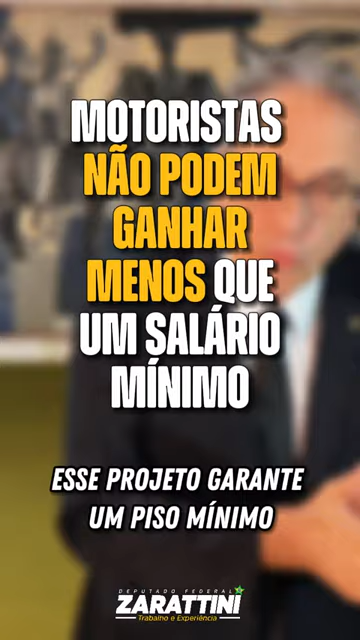 MOTORISTAS
NÃO PODEM
GANHAR
MENOS QUE
UM SALÁRIO
MÍNIMO
ESSE PROJETO GARANTE
UM PISO MÍNIMO
DEPUTADO FEDERAL
ZARATTINI
Trabalho e Experiência